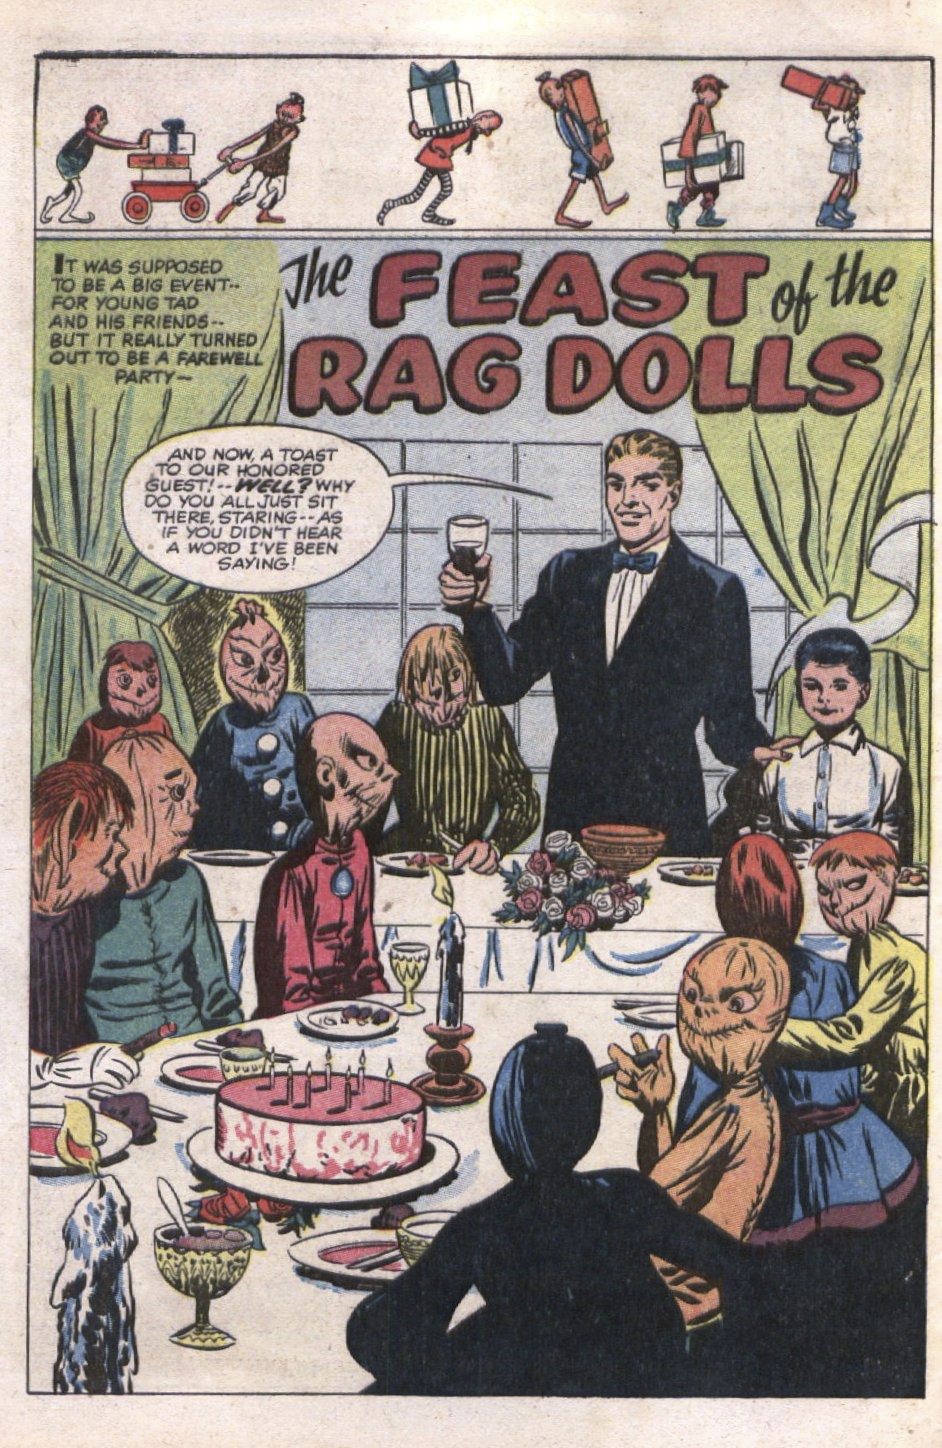 The FEAST of the
RAG DOLLS
IT WAS SUPPOSED
TO BE A BIG EVENT--
FOR YOUNG TAD
AND HIS FRIENDS--
BUT IT REALLY TURNED
OUT TO BE A FAREWELL
PARTY—
AND NOW, A TOAST
TO OUR HONORED
GUEST!--WELL? WHY
DO YOU ALL JUST SIT
THERE, STARING--AS
IF YOU DIDN'T HEAR
A WORD I'VE BEEN
SAYING!